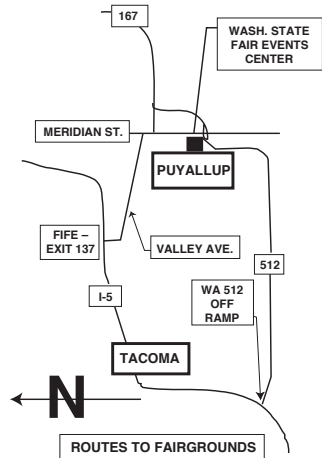 167
WASH. STATE
FAIR EVENTS
CENTER
MERIDIAN ST.
PUYALLUP
FIFE –
EXIT 137
VALLEY AVE.
512
I-5
WA 512
OFF
RAMP
TACOMA
N
ROUTES TO FAIRGROUNDS